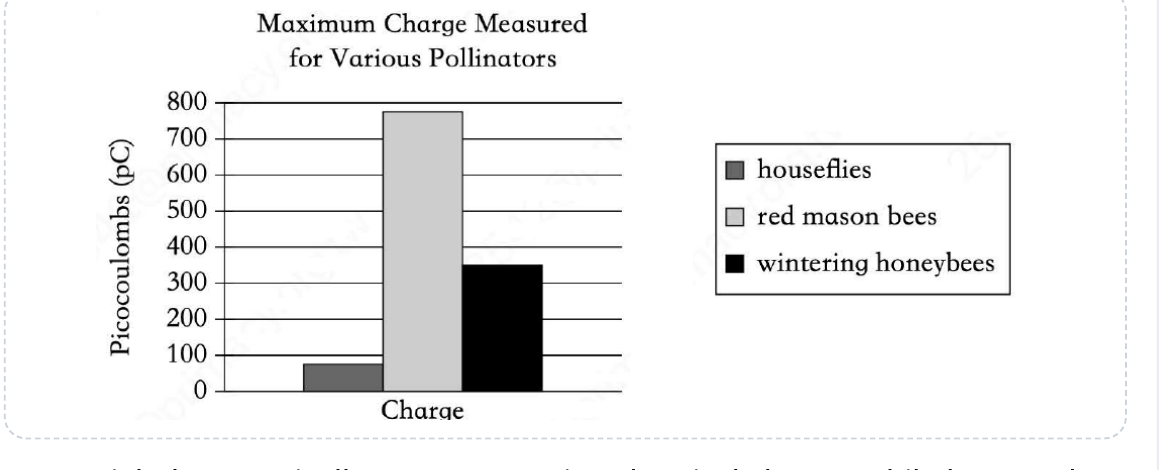 Maximum Charge Measured
for Various Pollinators
Picocoulombs (pC)
800
700
600
500
400
300
200
100
0
Charge
houseflies
red mason bees
wintering honeybees